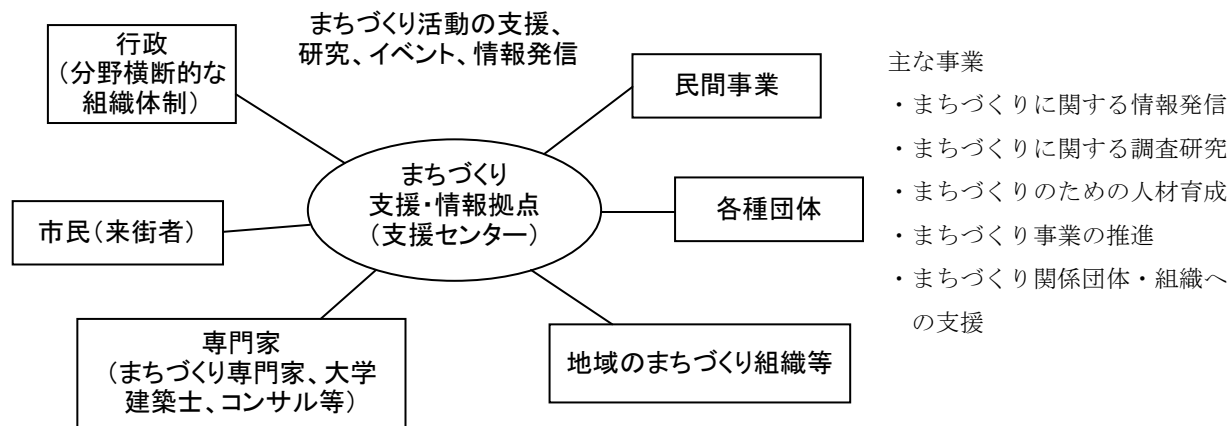 まちづくり活動の支援、
研究、イベント、情報発信
行政
（分野横断的な
組織体制）
民間事業
まちづくり
支援・情報拠点
（支援センター）
各種団体
市民（来街者）
専門家
（まちづくり専門家、大学
建築士、コンサル等）
地域のまちづくり組織等
主な事業
・まちづくりに関する情報発信
・まちづくりに関する調査研究
・まちづくりのための人材育成
・まちづくり事業の推進
・まちづくり関係団体・組織へ
の支援